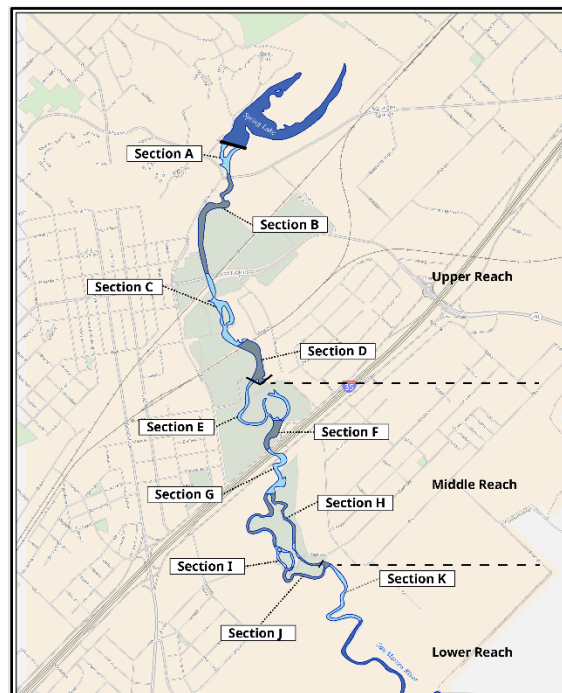 Spring Lake
Section A
Section B
Upper Reach
Section C
Section D
35
Section E
Section F
Middle Reach
Section G
Section H
Section I
Section K
Section J
San Marcos River
Lower Reach